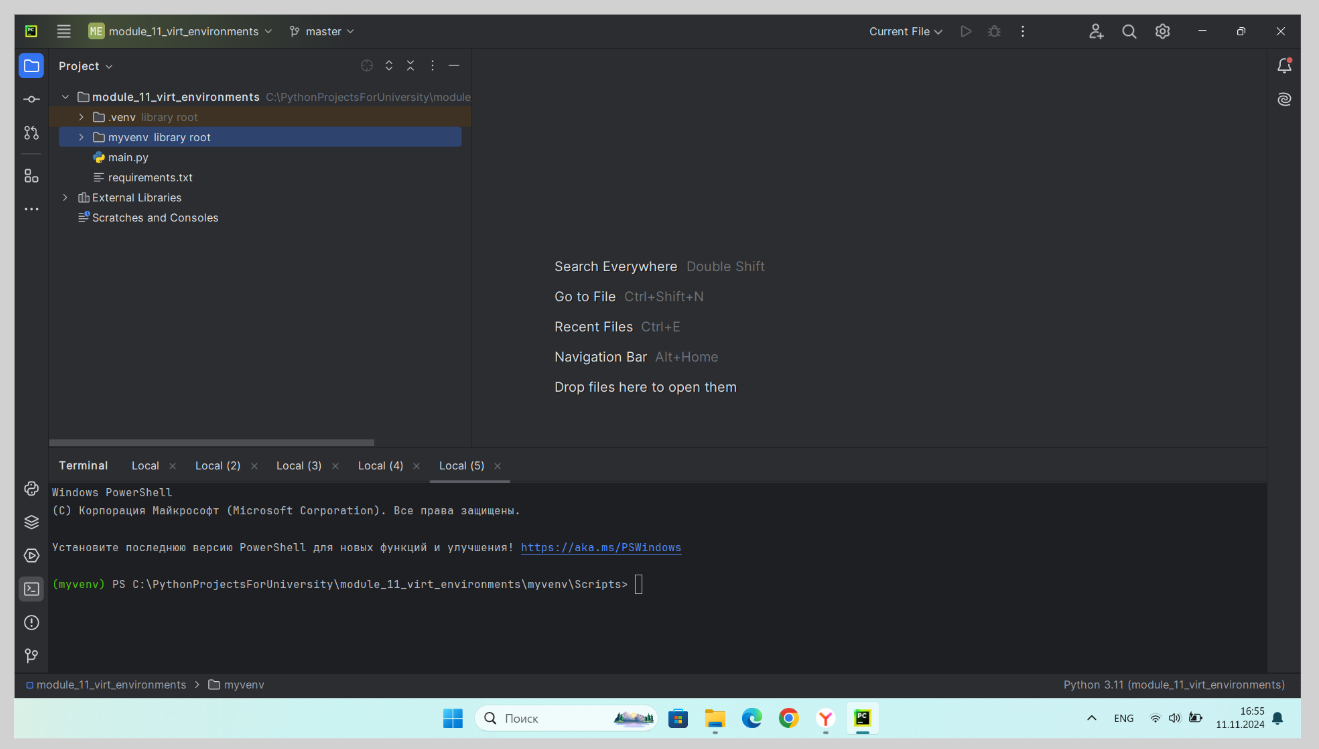 PC ME module_11_virt_environments master Current File
Project
module_11_virt_environments C:\PythonProjectsForUniversity\module
.venv library root
myvenv library root
main.py
requirements.txt
External Libraries
Scratches and Consoles
Search Everywhere Double Shift
Go to File Ctrl+Shift+N
Recent Files Ctrl+E
Navigation Bar Alt+Home
Drop files here to open them
Terminal Local Local (2) Local (3) Local (4) Local (5)
Windows PowerShell
(C) Корпорация Майкрософт (Microsoft Corporation). Все права защищены.
Установите последнюю версию PowerShell для новых функций и улучшения! https://aka.ms/PSWindows
(myvenv) PS C:\PythonProjectsForUniversity\module_11_virt_environments\myvenv\Scripts>
module_11_virt_environments > myvenv Python 3.11 (module_11_virt_environments)
Поиск PC ENG 16:55
11.11.2024